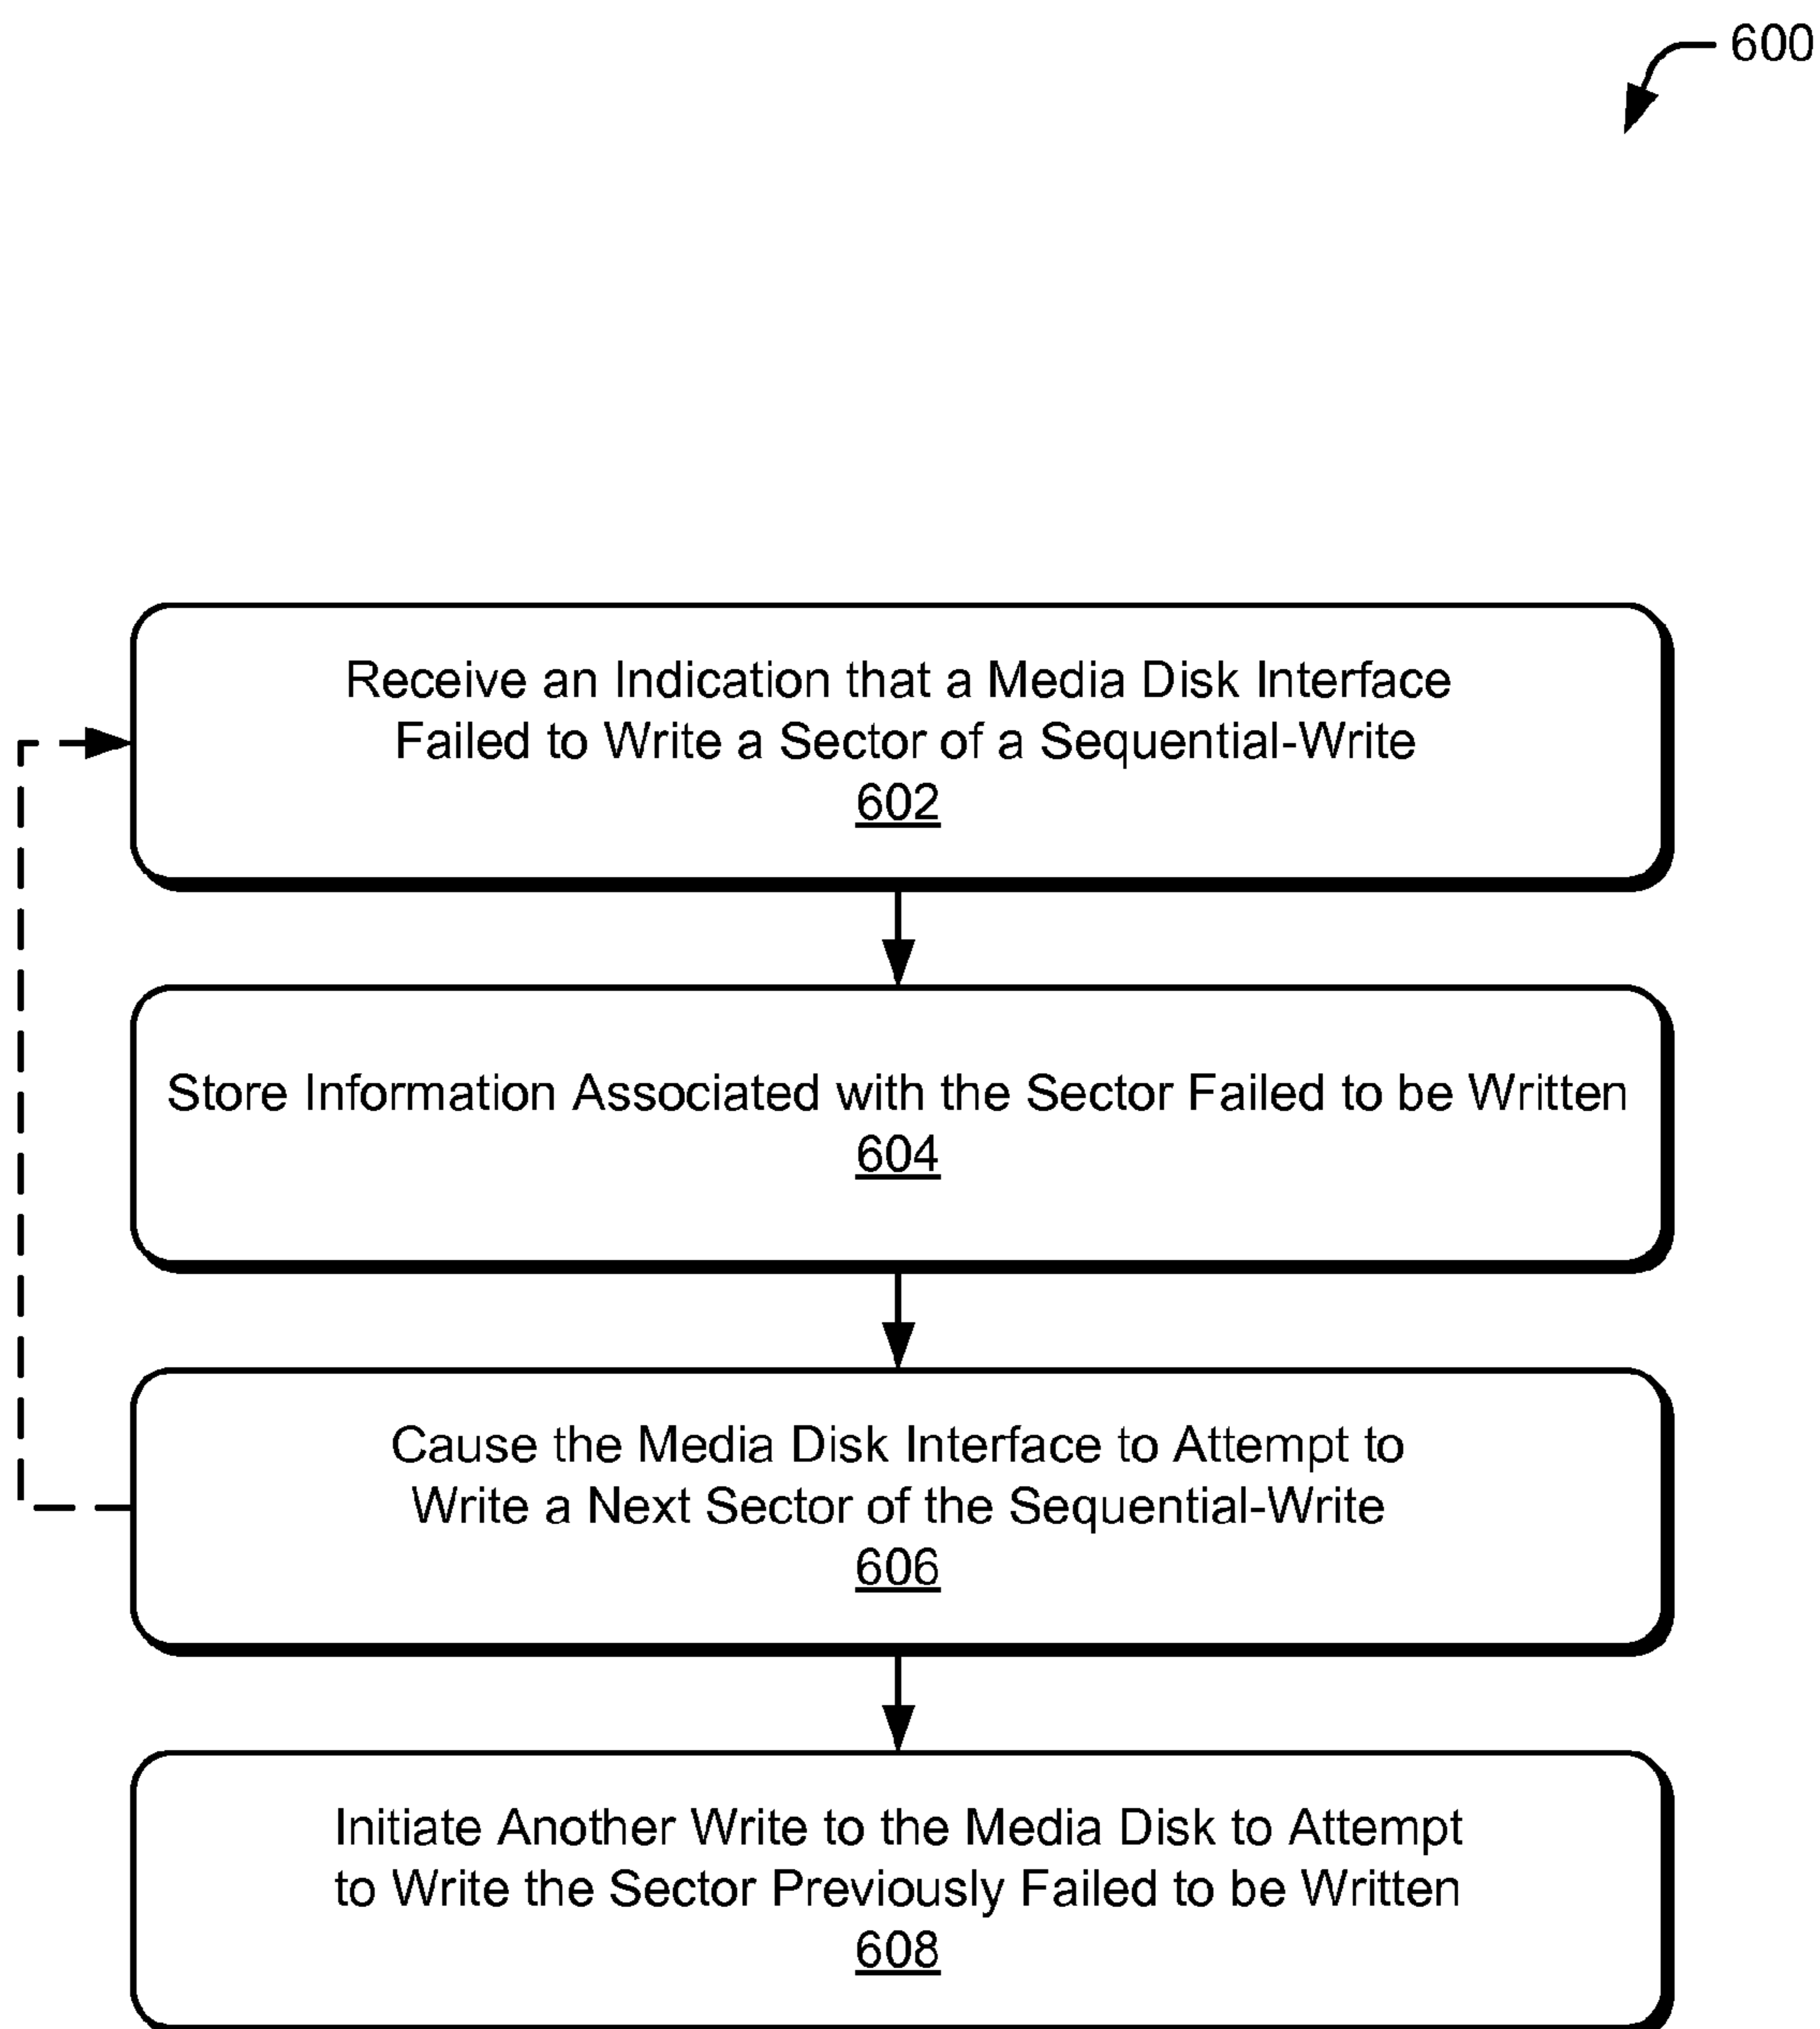 600
Receive an Indication that a Media Disk Interface
Failed to Write a Sector of a Sequential-Write
602
Store Information Associated with the Sector Failed to be Written
604
Cause the Media Disk Interface to Attempt to
Write a Next Sector of the Sequential-Write
606
Initiate Another Write to the Media Disk to Attempt
to Write the Sector Previously Failed to be Written
608